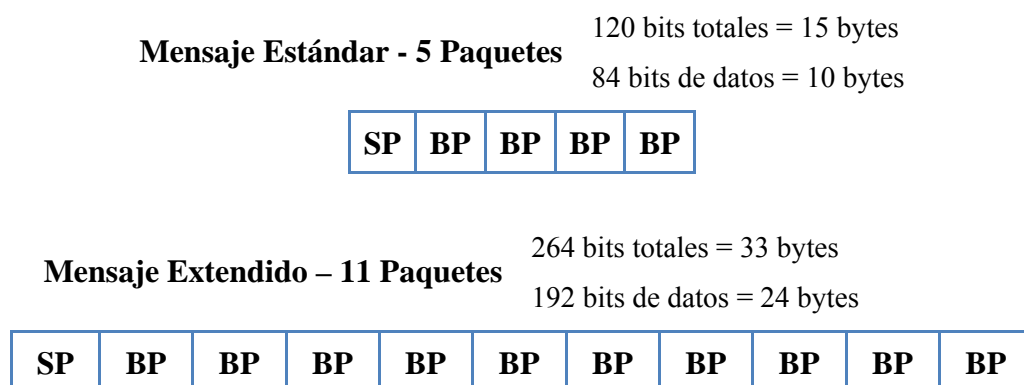 120 bits totales = 15 bytes
Mensaje Estándar - 5 Paquetes
84 bits de datos = 10 bytes
SP BP BP BP BP
264 bits totales = 33 bytes
Mensaje Extendido – 11 Paquetes
192 bits de datos = 24 bytes
SP BP BP BP BP BP BP BP BP BP BP